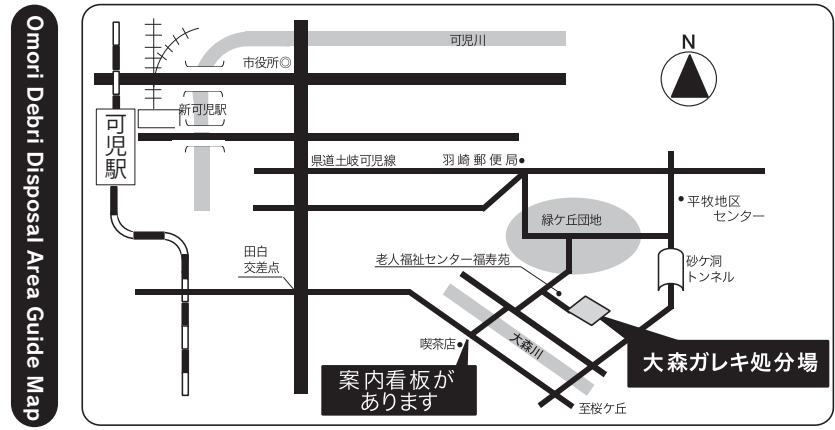 Omori Debri Disposal Area Guide Map
可児川
N
市役所◎
新可児駅
可児駅
県道土岐可児線
羽崎郵便局
平牧地区
センター
緑ケ丘団地
田白
交差点
老人福祉センター福寿苑
砂ケ洞
トンネル
喫茶店
大森川
大森ガレキ処分場
案内看板が
あります
至桜ケ丘